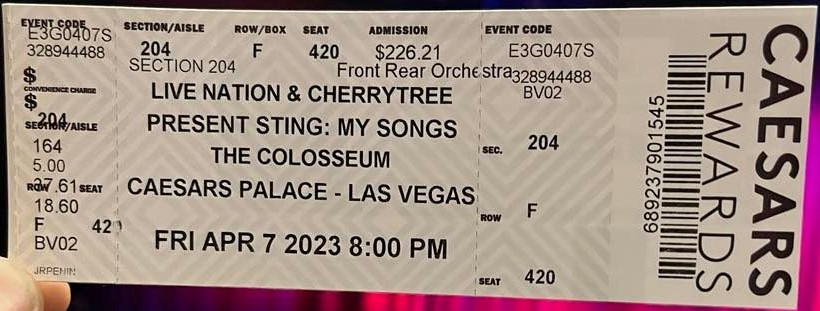 EVENT CODE
E3G0407S
328944488
$
CONVENIENCE CHARGE
$
204
SECTION/AISLE
164
5.00
ROW SEAT
18.60
F
BV02
SECTION/AISLE ROW/BOX SEAT ADMISSION
204 F 420 $226.21
SECTION 204 Front Rear Orchestra
LIVE NATION & CHERRYTREE
PRESENT STING: MY SONGS
THE COLOSSEUM
CAESARS PALACE - LAS VEGAS
FRI APR 7 2023 8:00 PM
EVENT CODE
E3G0407S
328944488
BV02
SEC. 204
ROW F
SEAT 420
689237901545
CAESARS
REWARDS